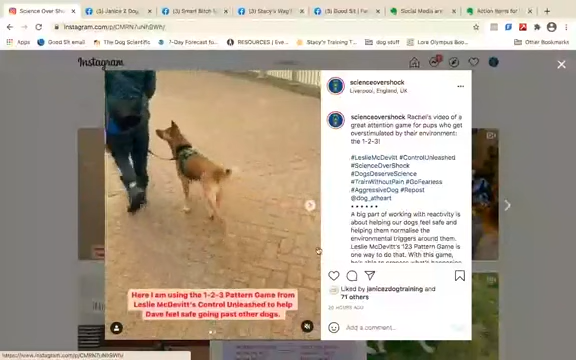 Science Over Sho
(3) Janice Z Dog
(3) Smart Bitch
(3) Stacy's Way |
(3) Good Sit | Fa
Social Media are
Action Items for
instagram.com/p/CMRN7uNhSWh/
Good Sit email
The Dog Scientific
7-Day Forecast fo
RESOURCES | Eve
Stacy's Training T
dog stuff
Lore Olympus Boo
Other Bookmarks
Instagram
Here I am using the 1-2-3 Pattern Game from
Leslie McDevitt's Control Unleashed to help
Dave feel safe going past other dogs.
scienceovershock
Liverpool, England, UK
scienceovershock Rachel's video of a
great attention game for pups who get
overstimulated by their environment:
the 1-2-3!
#LeslieMcDevitt #ControlUnleashed
#ScienceOverShock
#DogsDeserveScience
#TrainWithoutPain #GoFearless
#AggressiveDog #Repost
@dog_atheart
• • • • • •
A big part of working with reactivity is
about helping our dogs feel safe and
helping them normalise the
environmental triggers around them.
Leslie McDevitt's 123 Pattern Game is
one way to do that. With this game,
Liked by janicezdogtraining and
71 others
Add a comment...
https://www.instagram.com/p/CMRN7uNhSWh/